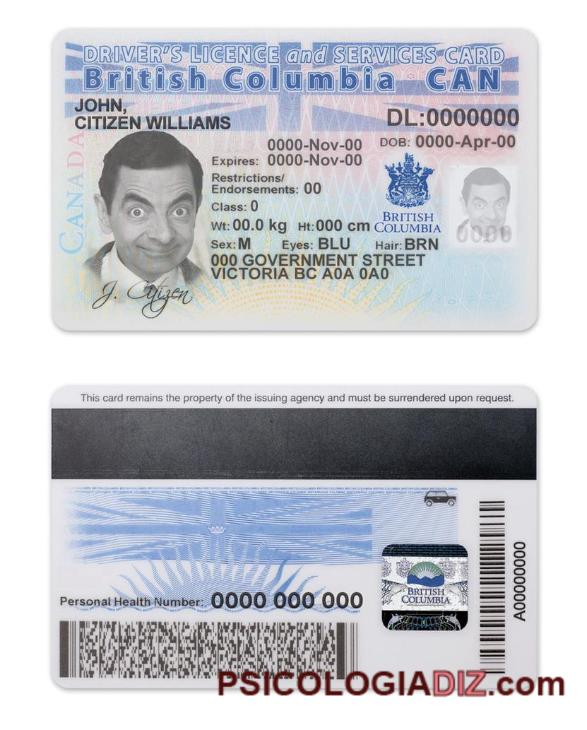 DRIVER'S LICENCE and SERVICES CARD
British Columbia CAN
JOHN,
CITIZEN WILLIAMS
DL:0000000
0000-Nov-00
DOB: 0000-Apr-00
Expires: 0000-Nov-00
Restrictions/
Endorsements: 00
Class: 0
Wt: 00.0 kg Ht: 000 cm
Sex: M Eyes: BLU Hair: BRN
000 GOVERNMENT STREET
VICTORIA BC A0A 0A0
CANADA
BRITISH
COLUMBIA
0000
J. Citizen
This card remains the property of the issuing agency and must be surrendered upon request.
Personal Health Number: 0000 000 000
BRITISH
COLUMBIA
A00000000
PSICOLOGIADIZ.com